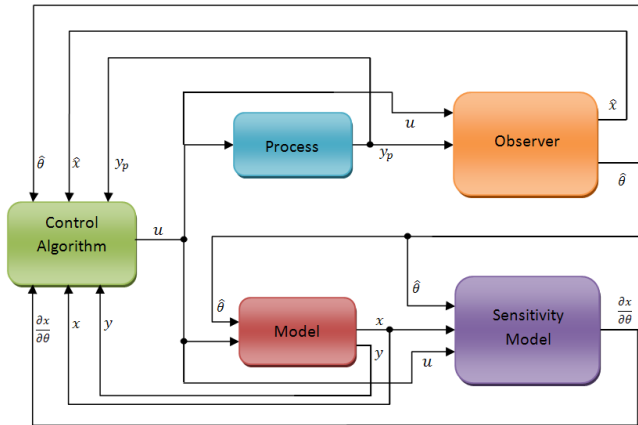 x̂
u
Observer
Process
y_p
θ̂
x̂
y_p
θ̂
Control
Algorithm
u
θ̂
θ̂
∂x/∂θ
x
y
Model
x
y
Sensitivity
Model
∂x/∂θ
u